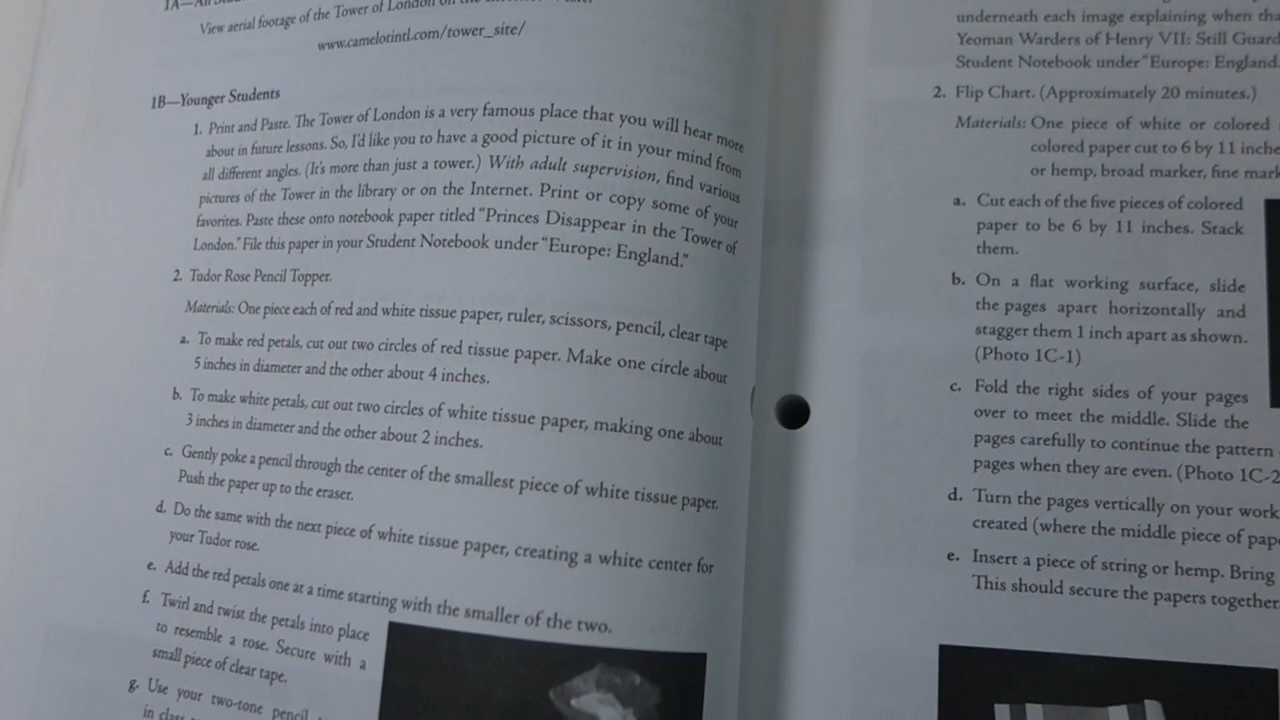 View aerial footage of the Tower of London on the
www.camelotintl.com/tower_site/
1B—Younger Students
1. Print and Paste. The Tower of London is a very famous place that you will hear more
about in future lessons. So, I'd like you to have a good picture of it in your mind from
all different angles. (It's more than just a tower.) With adult supervision, find various
pictures of the Tower in the library or on the Internet. Print or copy some of your
favorites. Paste these onto notebook paper titled "Princes Disappear in the Tower of
London." File this paper in your Student Notebook under "Europe: England."
2. Tudor Rose Pencil Topper.
Materials: One piece each of red and white tissue paper, ruler, scissors, pencil, clear tape
a. To make red petals, cut out two circles of red tissue paper. Make one circle about
5 inches in diameter and the other about 4 inches.
b. To make white petals, cut out two circles of white tissue paper, making one about
3 inches in diameter and the other about 2 inches.
c. Gently poke a pencil through the center of the smallest piece of white tissue paper.
Push the paper up to the eraser.
d. Do the same with the next piece of white tissue paper, creating a white center for
your Tudor rose.
e. Add the red petals one at a time starting with the smaller of the two.
f. Twirl and twist the petals into place
to resemble a rose. Secure with a
small piece of clear tape.
g. Use your two-tone pencil
in class
underneath each image explaining when
Yeoman Warders of Henry VII: Still Guard
Student Notebook under "Europe: England.
2. Flip Chart. (Approximately 20 minutes.)
Materials: One piece of white or colored
colored paper cut to 6 by 11 inche
or hemp, broad marker, fine mark
a. Cut each of the five pieces of colored
paper to be 6 by 11 inches. Stack
them.
b. On a flat working surface, slide
the pages apart horizontally and
stagger them 1 inch apart as shown.
(Photo 1C-1)
c. Fold the right sides of your pages
over to meet the middle. Slide the
pages carefully to continue the pattern
pages when they are even. (Photo 1C-2
d. Turn the pages vertically on your work
created (where the middle piece of pap
e. Insert a piece of string or hemp. Bring
This should secure the papers together